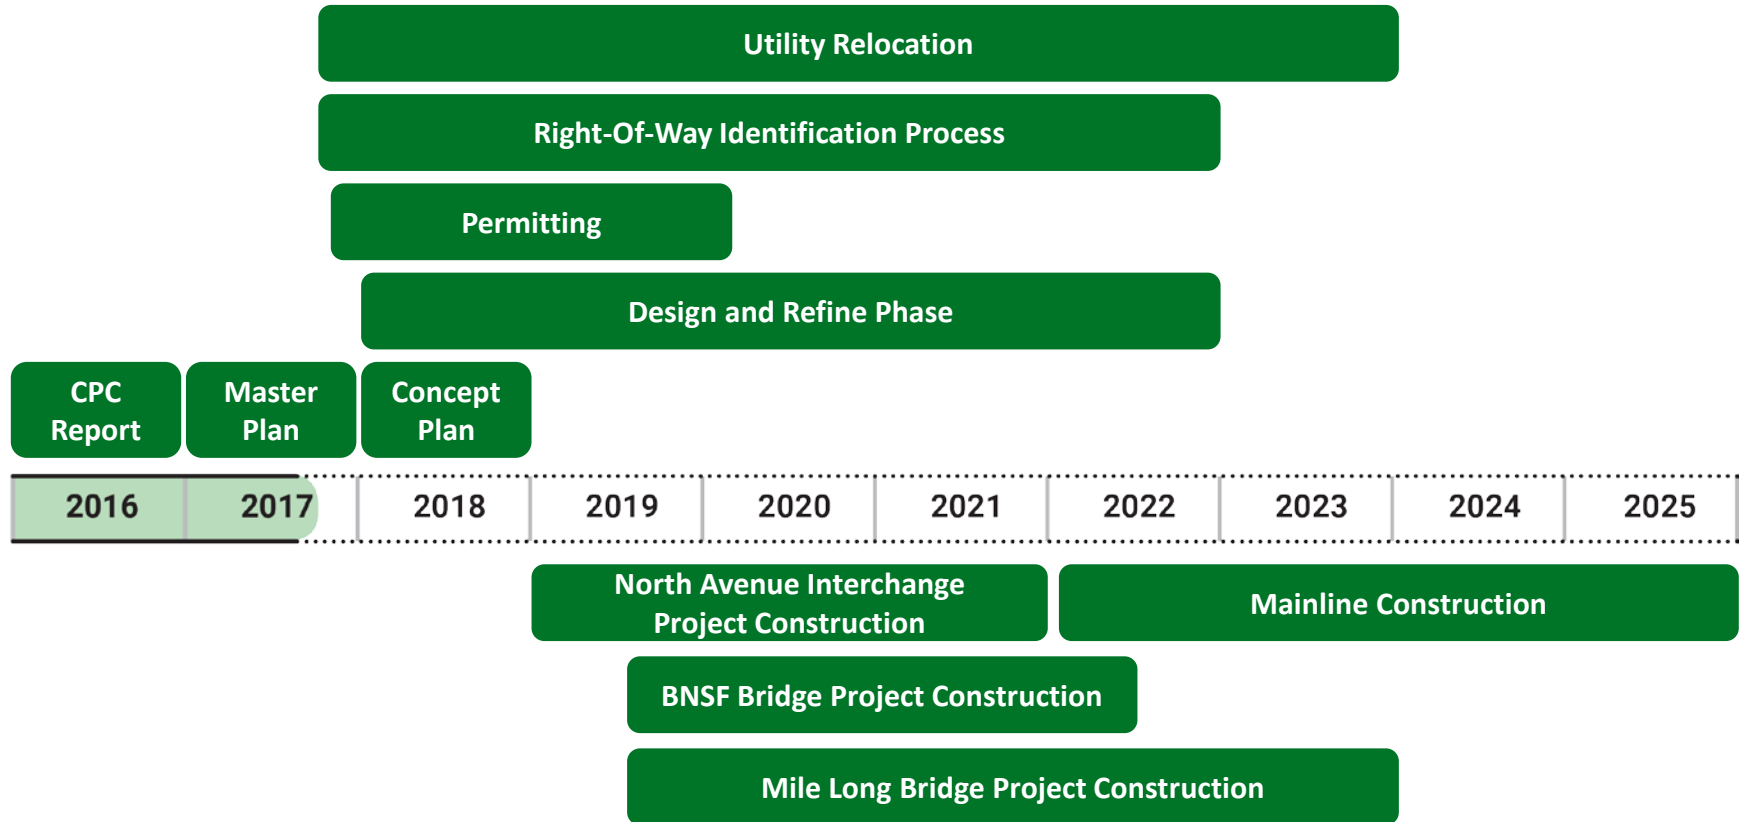 Utility Relocation
Right-Of-Way Identification Process
Permitting
Design and Refine Phase
CPC
Report
Master
Plan
Concept
Plan
2016 2017 2018 2019 2020 2021 2022 2023 2024 2025
North Avenue Interchange
Project Construction
Mainline Construction
BNSF Bridge Project Construction
Mile Long Bridge Project Construction